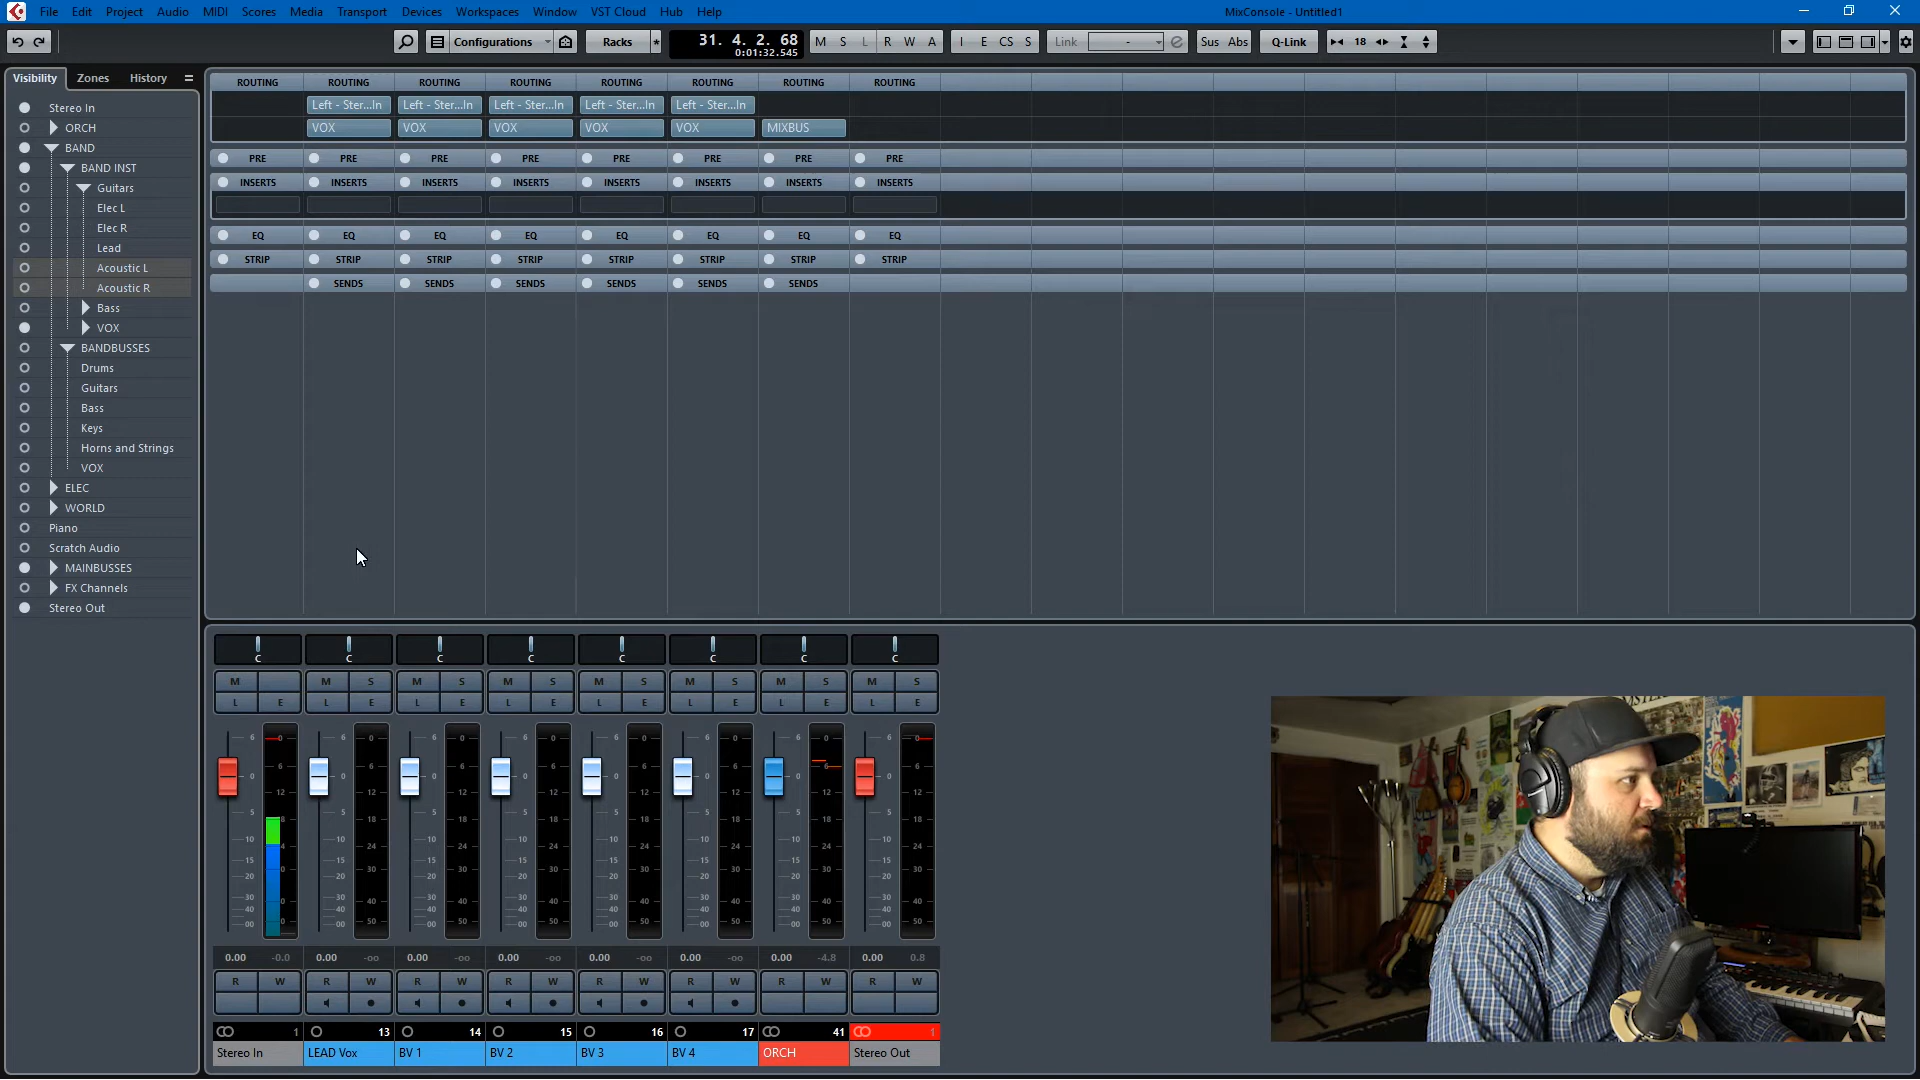 File Edit Project Audio MIDI Scores Media Transport Devices Workspaces Window VST Cloud Hub Help
MixConsole - Untitled1
Configurations Racks
31. 4. 2. 68
0:01:32.545
M S L R W A
I E CS S
Link -
Sus Abs
Q-Link
18
Visibility Zones History
Stereo In
ORCH
BAND
BAND INST
Guitars
Elec L
Elec R
Lead
Acoustic L
Acoustic R
Bass
VOX
BANDBUSSES
Drums
Guitars
Bass
Keys
Horns and Strings
VOX
ELEC
WORLD
Piano
Scratch Audio
MAINBUSSES
FX Channels
Stereo Out
ROUTING ROUTING ROUTING ROUTING ROUTING ROUTING ROUTING ROUTING
Left - Ster...In Left - Ster...In Left - Ster...In Left - Ster...In Left - Ster...In
VOX VOX VOX VOX VOX MIXBUS
PRE PRE PRE PRE PRE PRE PRE PRE
INSERTS INSERTS INSERTS INSERTS INSERTS INSERTS INSERTS INSERTS
EQ EQ EQ EQ EQ EQ EQ EQ
STRIP STRIP STRIP STRIP STRIP STRIP STRIP STRIP
SENDS SENDS SENDS SENDS SENDS SENDS
C C C C C C C C
M M S M S M S M S M S M S M S
L E L E L E L E L E L E L E L E
0.00 -0.0 0.00 -oo 0.00 -oo 0.00 -oo 0.00 -oo 0.00 -oo 0.00 -4.8 0.00 0.8
R W R W R W R W R W R W R W R W
1 13 14 15 16 17 41 1
Stereo In LEAD Vox BV 1 BV 2 BV 3 BV 4 ORCH Stereo Out